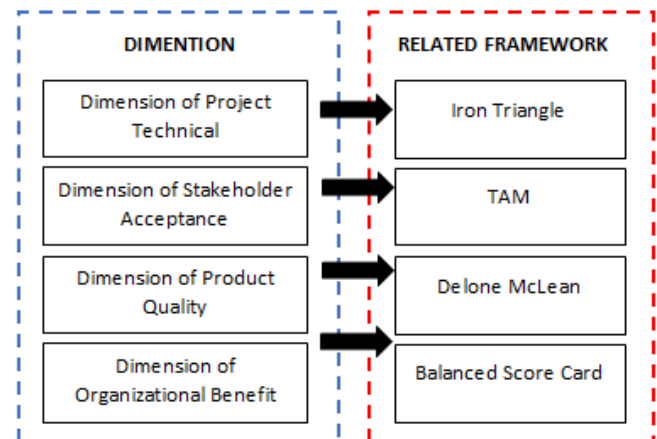 DIMENTION
Dimension of Project
Technical
Dimension of Stakeholder
Acceptance
Dimension of Product
Quality
Dimension of
Organizational Benefit
RELATED FRAMEWORK
Iron Triangle
TAM
Delone McLean
Balanced Score Card